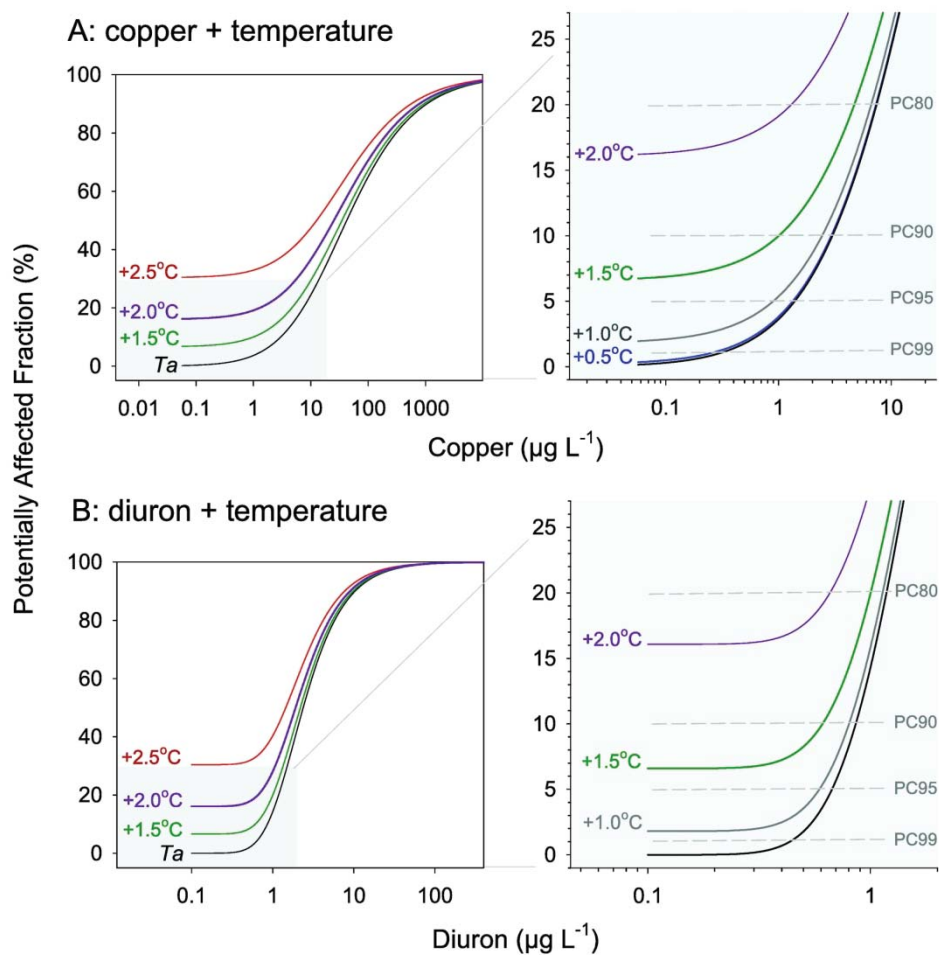 A: copper + temperature
Potentially Affected Fraction (%)
100
80
60
40
20
0
+2.5°C
+2.0°C
+1.5°C
Ta
0.01 0.1 1 10 100 1000
25
20
15
10
5
0
+2.0°C
+1.5°C
+1.0°C
+0.5°C
PC80
PC90
PC95
PC99
0.1 1 10
Copper (µg L⁻¹)
B: diuron + temperature
100
80
60
40
20
0
+2.5°C
+2.0°C
+1.5°C
Ta
0.1 1 10 100
25
20
15
10
5
0
+2.0°C
+1.5°C
+1.0°C
PC80
PC90
PC95
PC99
0.1 1
Diuron (µg L⁻¹)